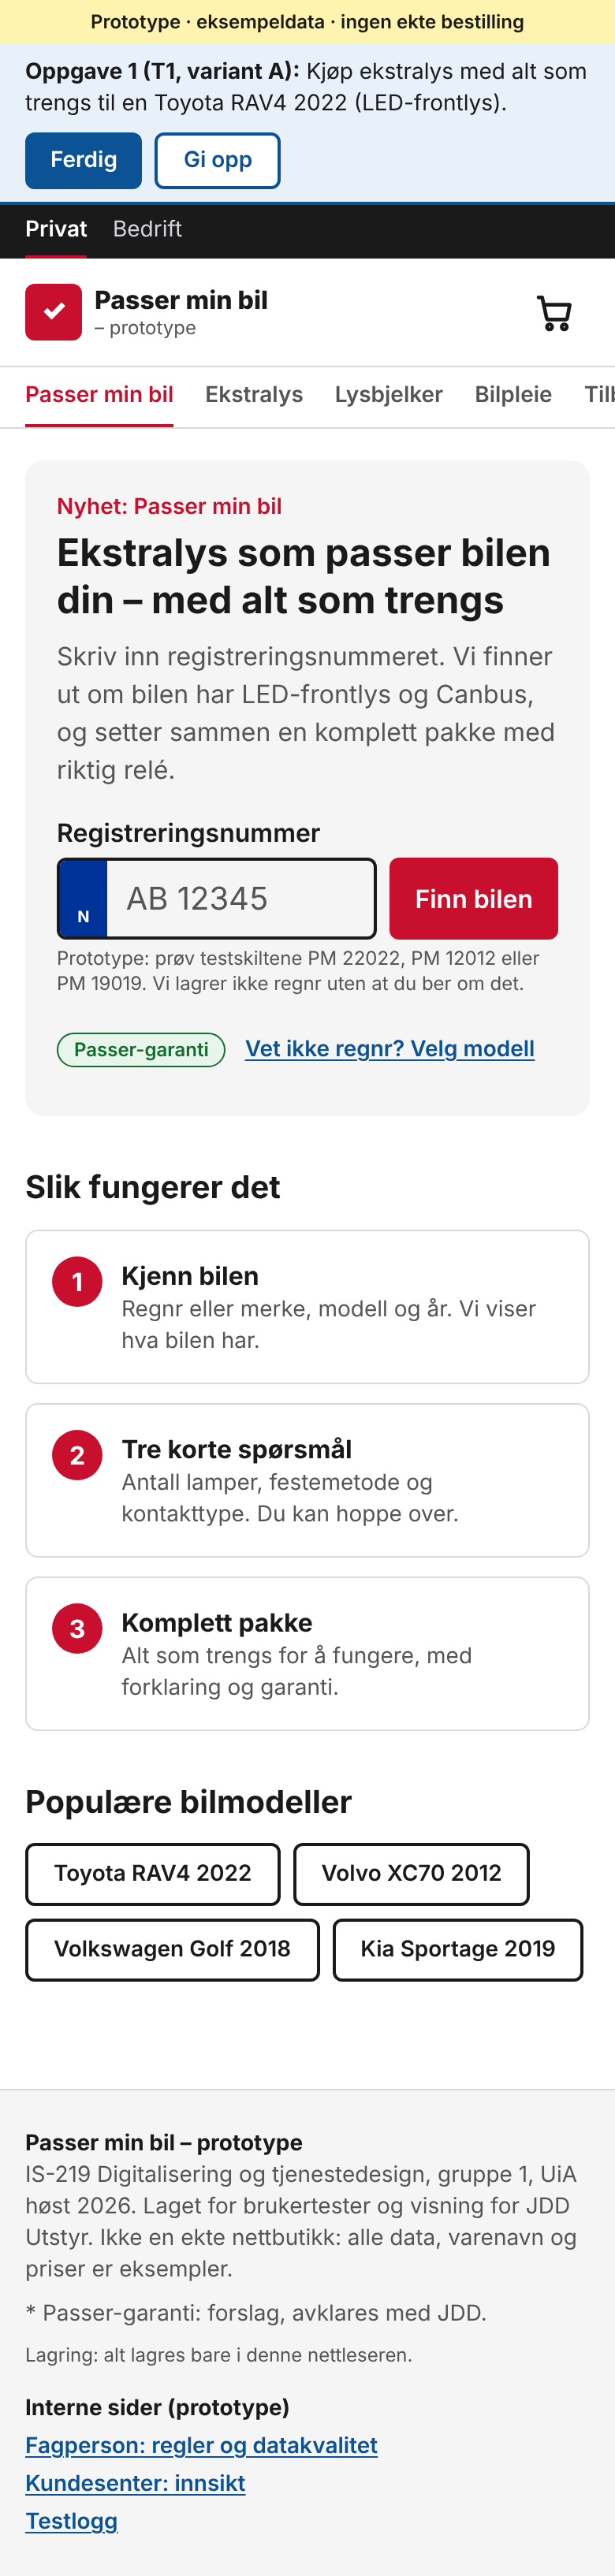 Prototype · eksempeldata · ingen ekte bestilling
Oppgave 1 (T1, variant A): Kjøp ekstralys med alt som
trengs til en Toyota RAV4 2022 (LED-frontlys).
Ferdig
Gi opp
Privat
Bedrift
Passer min bil
– prototype
Passer min bil
Ekstralys
Lysbjelker
Bilpleie
Nyhet: Passer min bil
Ekstralys som passer bilen
din – med alt som trengs
Skriv inn registreringsnummeret. Vi finner
ut om bilen har LED-frontlys og Canbus,
og setter sammen en komplett pakke med
riktig relé.
Registreringsnummer
N
AB 12345
Finn bilen
Prototype: prøv testskiltene PM 22022, PM 12012 eller
PM 19019. Vi lagrer ikke regnr uten at du ber om det.
Passer-garanti
Vet ikke regnr? Velg modell
Slik fungerer det
1
Kjenn bilen
Regnr eller merke, modell og år. Vi viser
hva bilen har.
2
Tre korte spørsmål
Antall lamper, festemetode og
kontakttype. Du kan hoppe over.
3
Komplett pakke
Alt som trengs for å fungere, med
forklaring og garanti.
Populære bilmodeller
Toyota RAV4 2022
Volvo XC70 2012
Volkswagen Golf 2018
Kia Sportage 2019
Passer min bil – prototype
IS-219 Digitalisering og tjenestedesign, gruppe 1, UiA
høst 2026. Laget for brukertester og visning for JDD
Utstyr. Ikke en ekte nettbutikk: alle data, varenavn og
priser er eksempler.
* Passer-garanti: forslag, avklares med JDD.
Lagring: alt lagres bare i denne nettleseren.
Interne sider (prototype)
Fagperson: regler og datakvalitet
Kundesenter: innsikt
Testlogg